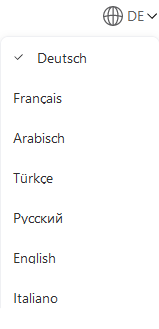 DE
Deutsch
Français
Arabisch
Türkçe
Русский
English
Italiano